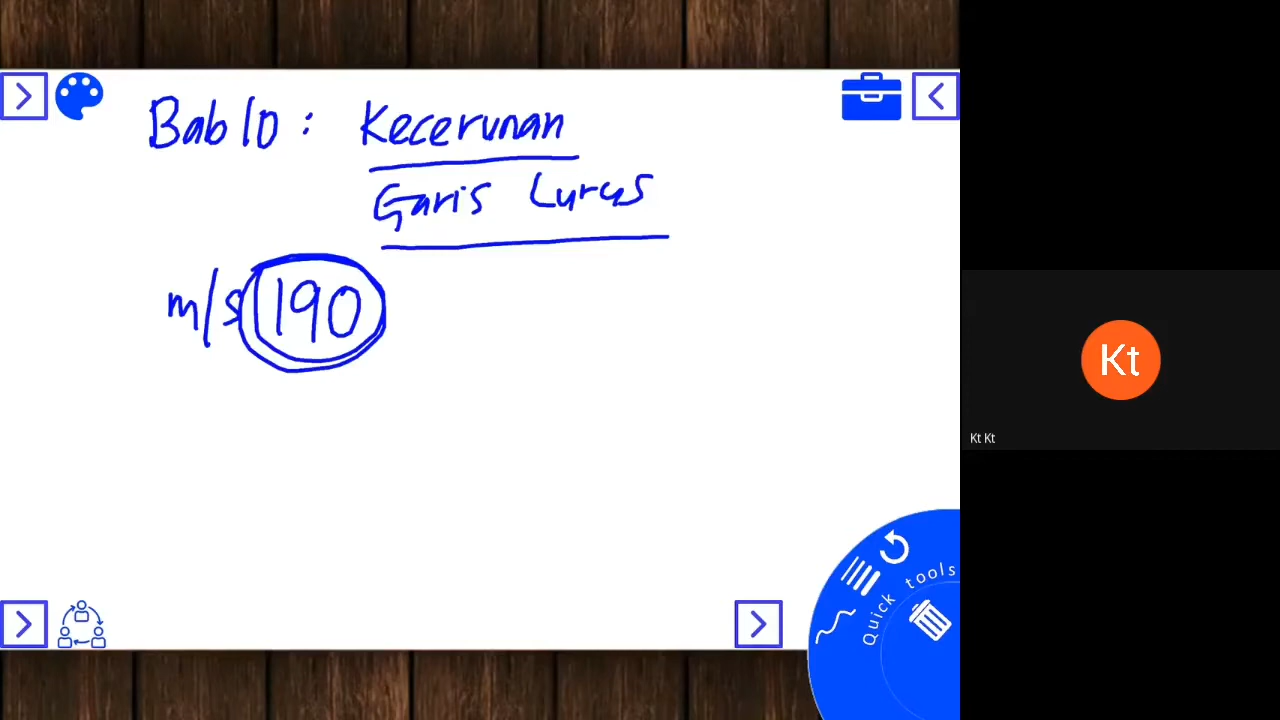 Bab 10 : Kecerunan
Garis Lurus
m/s 190
Kt
Kt Kt
Quick tools